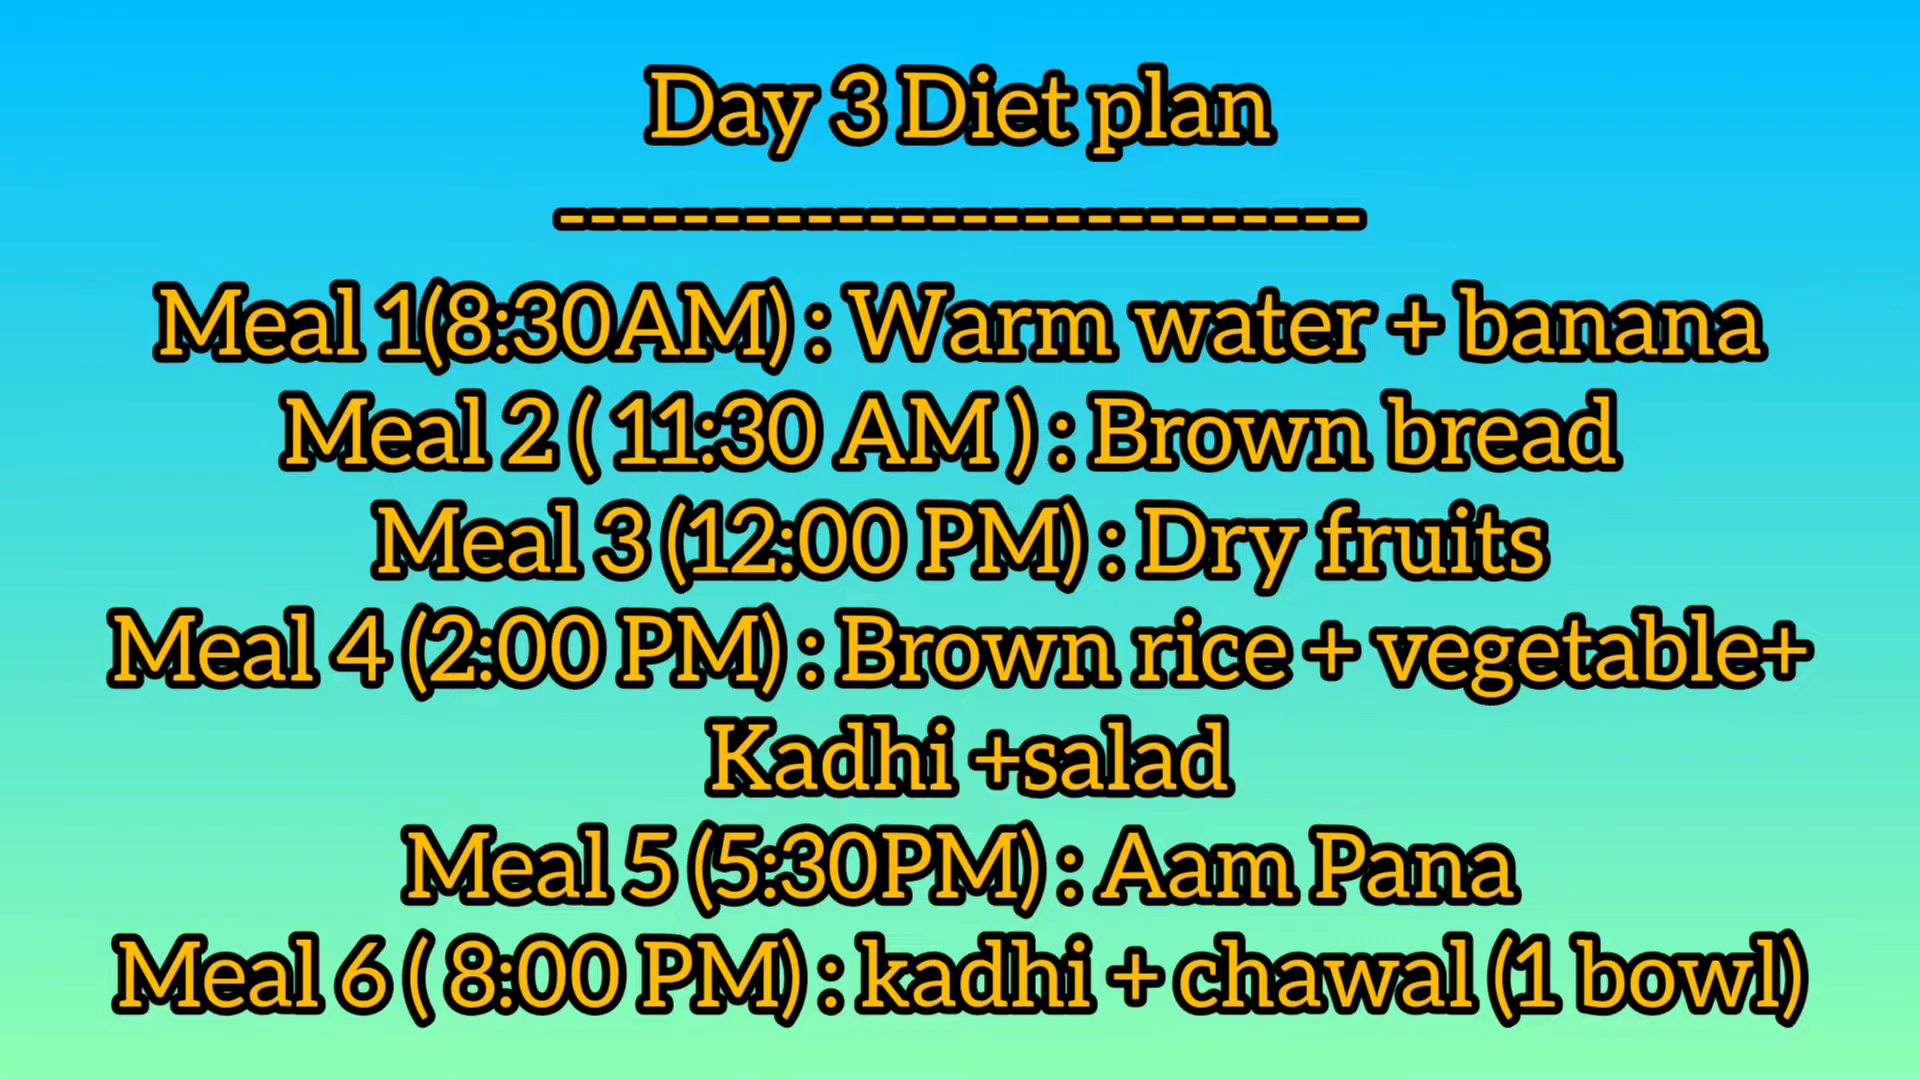 Day 3 Diet plan
--------------------------
Meal 1(8:30AM) : Warm water + banana
Meal 2 ( 11:30 AM ) : Brown bread
Meal 3 (12:00 PM) : Dry fruits
Meal 4 (2:00 PM) : Brown rice + vegetable+
Kadhi +salad
Meal 5 (5:30PM) : Aam Pana
Meal 6 ( 8:00 PM) : kadhi + chawal (1 bowl)